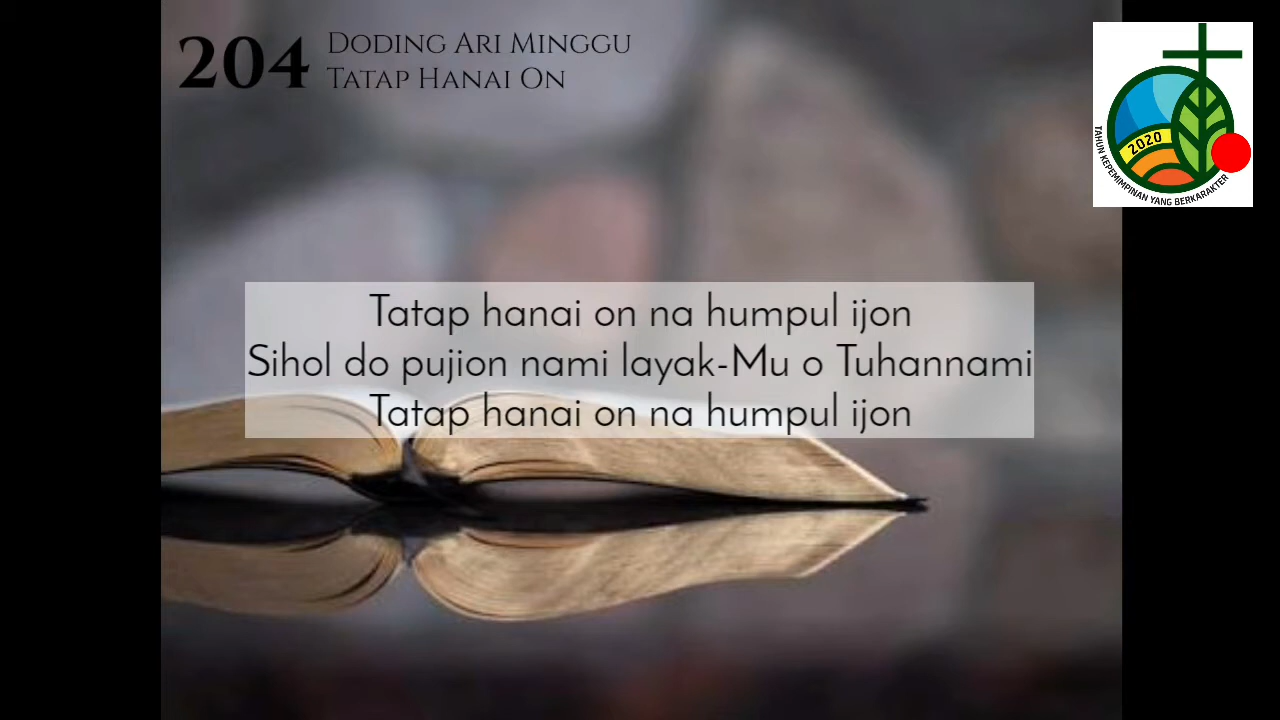 204
DODING ARI MINGGU
TATAP HANAI ON
Tatap hanai on na humpul ijon
Sihol do pujion nami layak-Mu o Tuhannami
Tatap hanai on na humpul ijon
2020
TAHUN KEPEMIMPINAN YANG BERKARAKTER